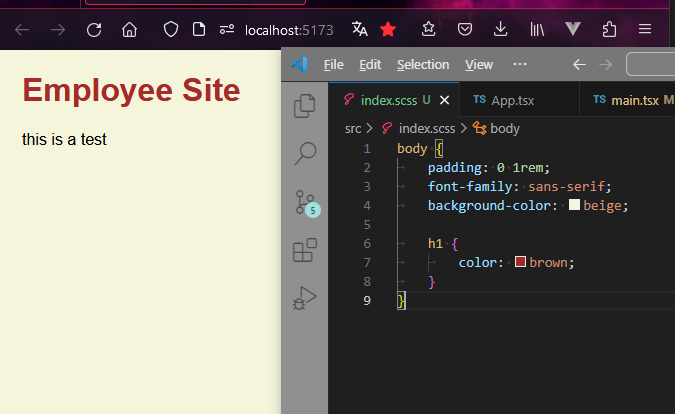 localhost:5173
Employee Site
this is a test
File Edit Selection View ···
index.scss U
TS App.tsx
TS main.tsx M
src > index.scss > body
5
1 body {
2 padding: 0 1rem;
3 font-family: sans-serif;
4 background-color: beige;
5
6 h1 {
7 color: brown;
8 }
9 }